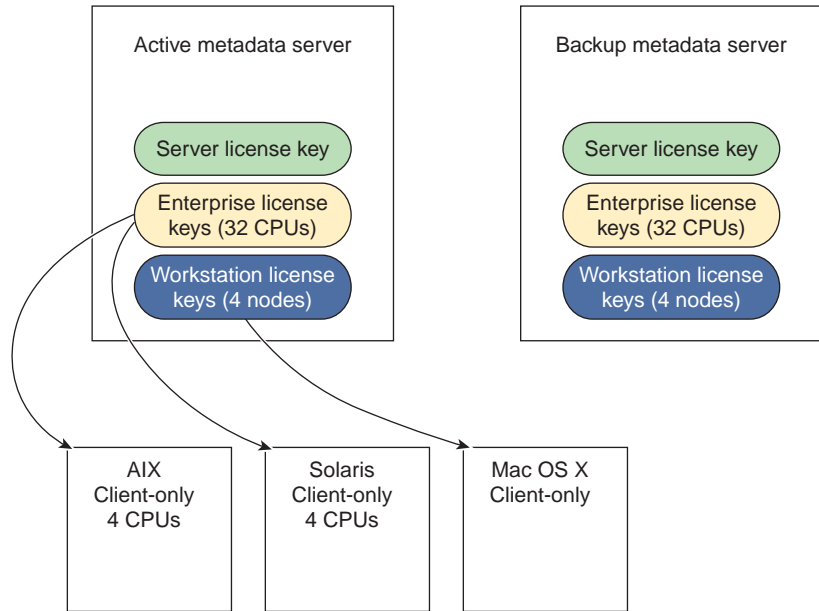 Active metadata server
Server license key
Enterprise license
keys (32 CPUs)
Workstation license
keys (4 nodes)
Backup metadata server
Server license key
Enterprise license
keys (32 CPUs)
Workstation license
keys (4 nodes)
AIX
Client-only
4 CPUs
Solaris
Client-only
4 CPUs
Mac OS X
Client-only